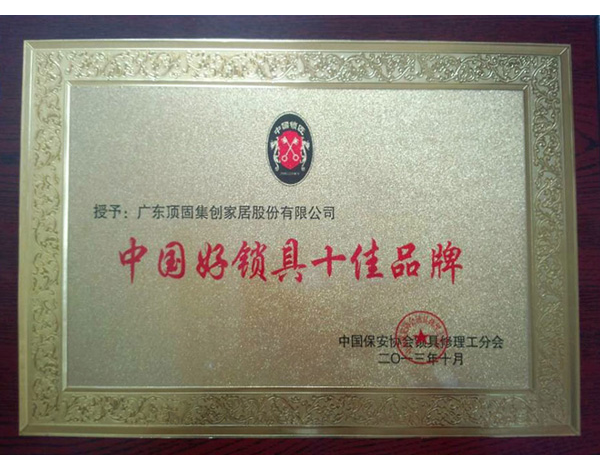 中国锁匠
授予：广东顶固集创家居股份有限公司
中国好锁具十佳品牌
中国保安协会锁具修理工分会
二〇一三年十月